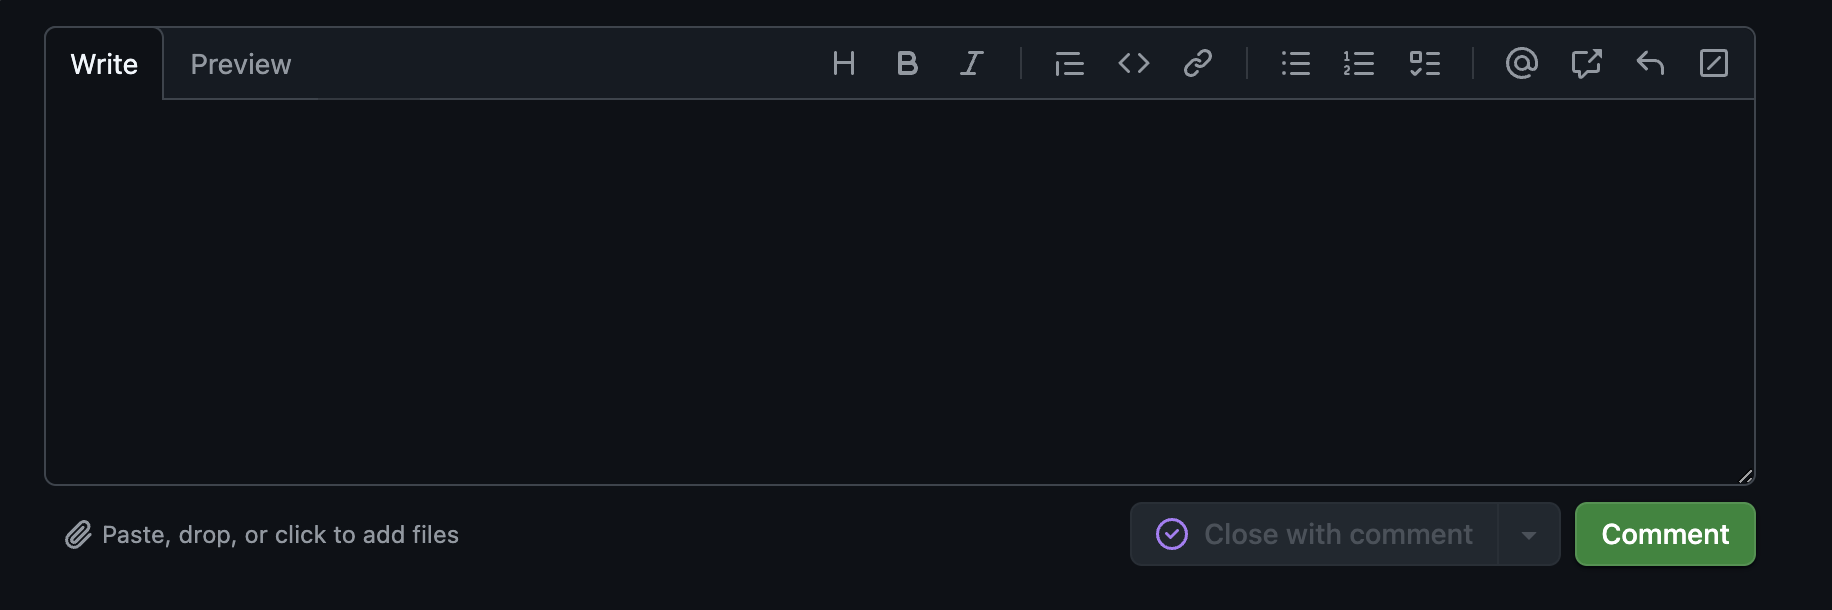 Write
Preview
Paste, drop, or click to add files
Close with comment
Comment